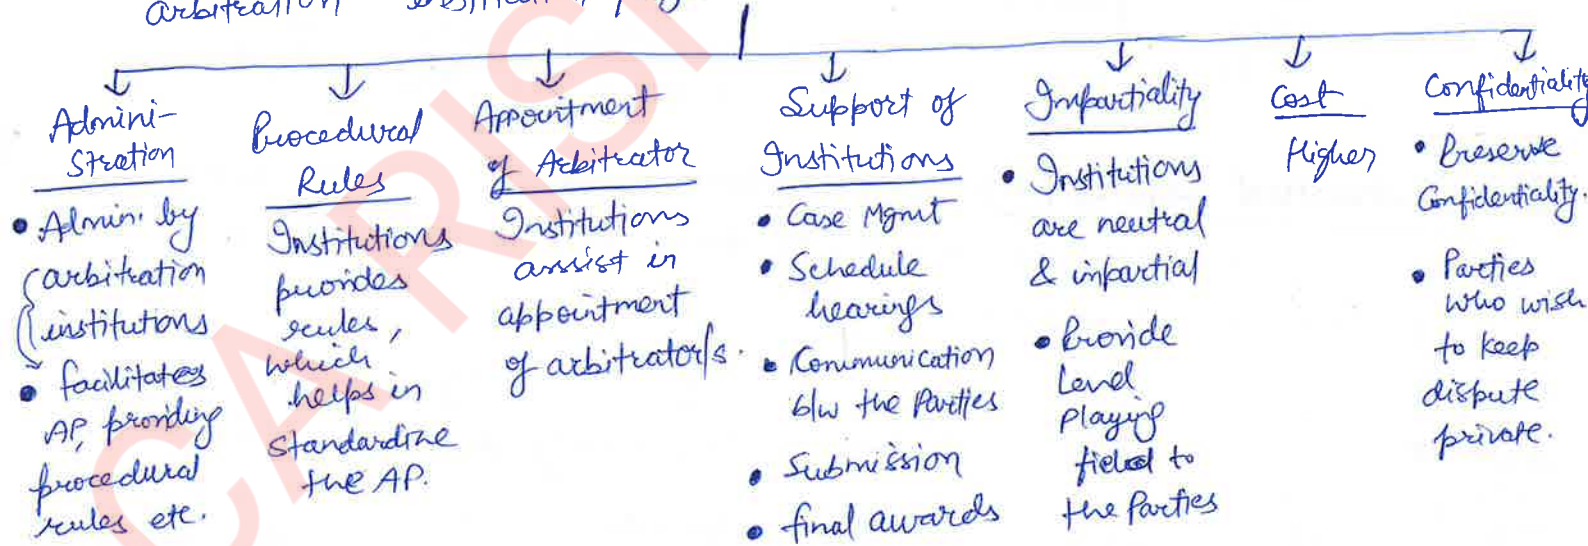 arbitration
Admini-
stration
• Admin. by
arbitration
institutions
• facilitates
AP, providing
procedural
rules etc.
Procedural
Rules
Institutions
provides
rules,
which
helps in
standardize
the AP.
Appointment
of Arbitrator
Institutions
assist in
appointment
of arbitrator/s.
Support of
Institutions
• Case Mgmt
• Schedule
hearings
• Communication
b/w the Parties
• Submission
• final awards
Impartiality
• Institutions
are neutral
& impartial
• Provide
Level
Playing
field to
the Parties
Cost
Higher
Confidentiality
• Preserve
Confidentiality.
• Parties
who wish
to keep
dispute
private.
CA RIS